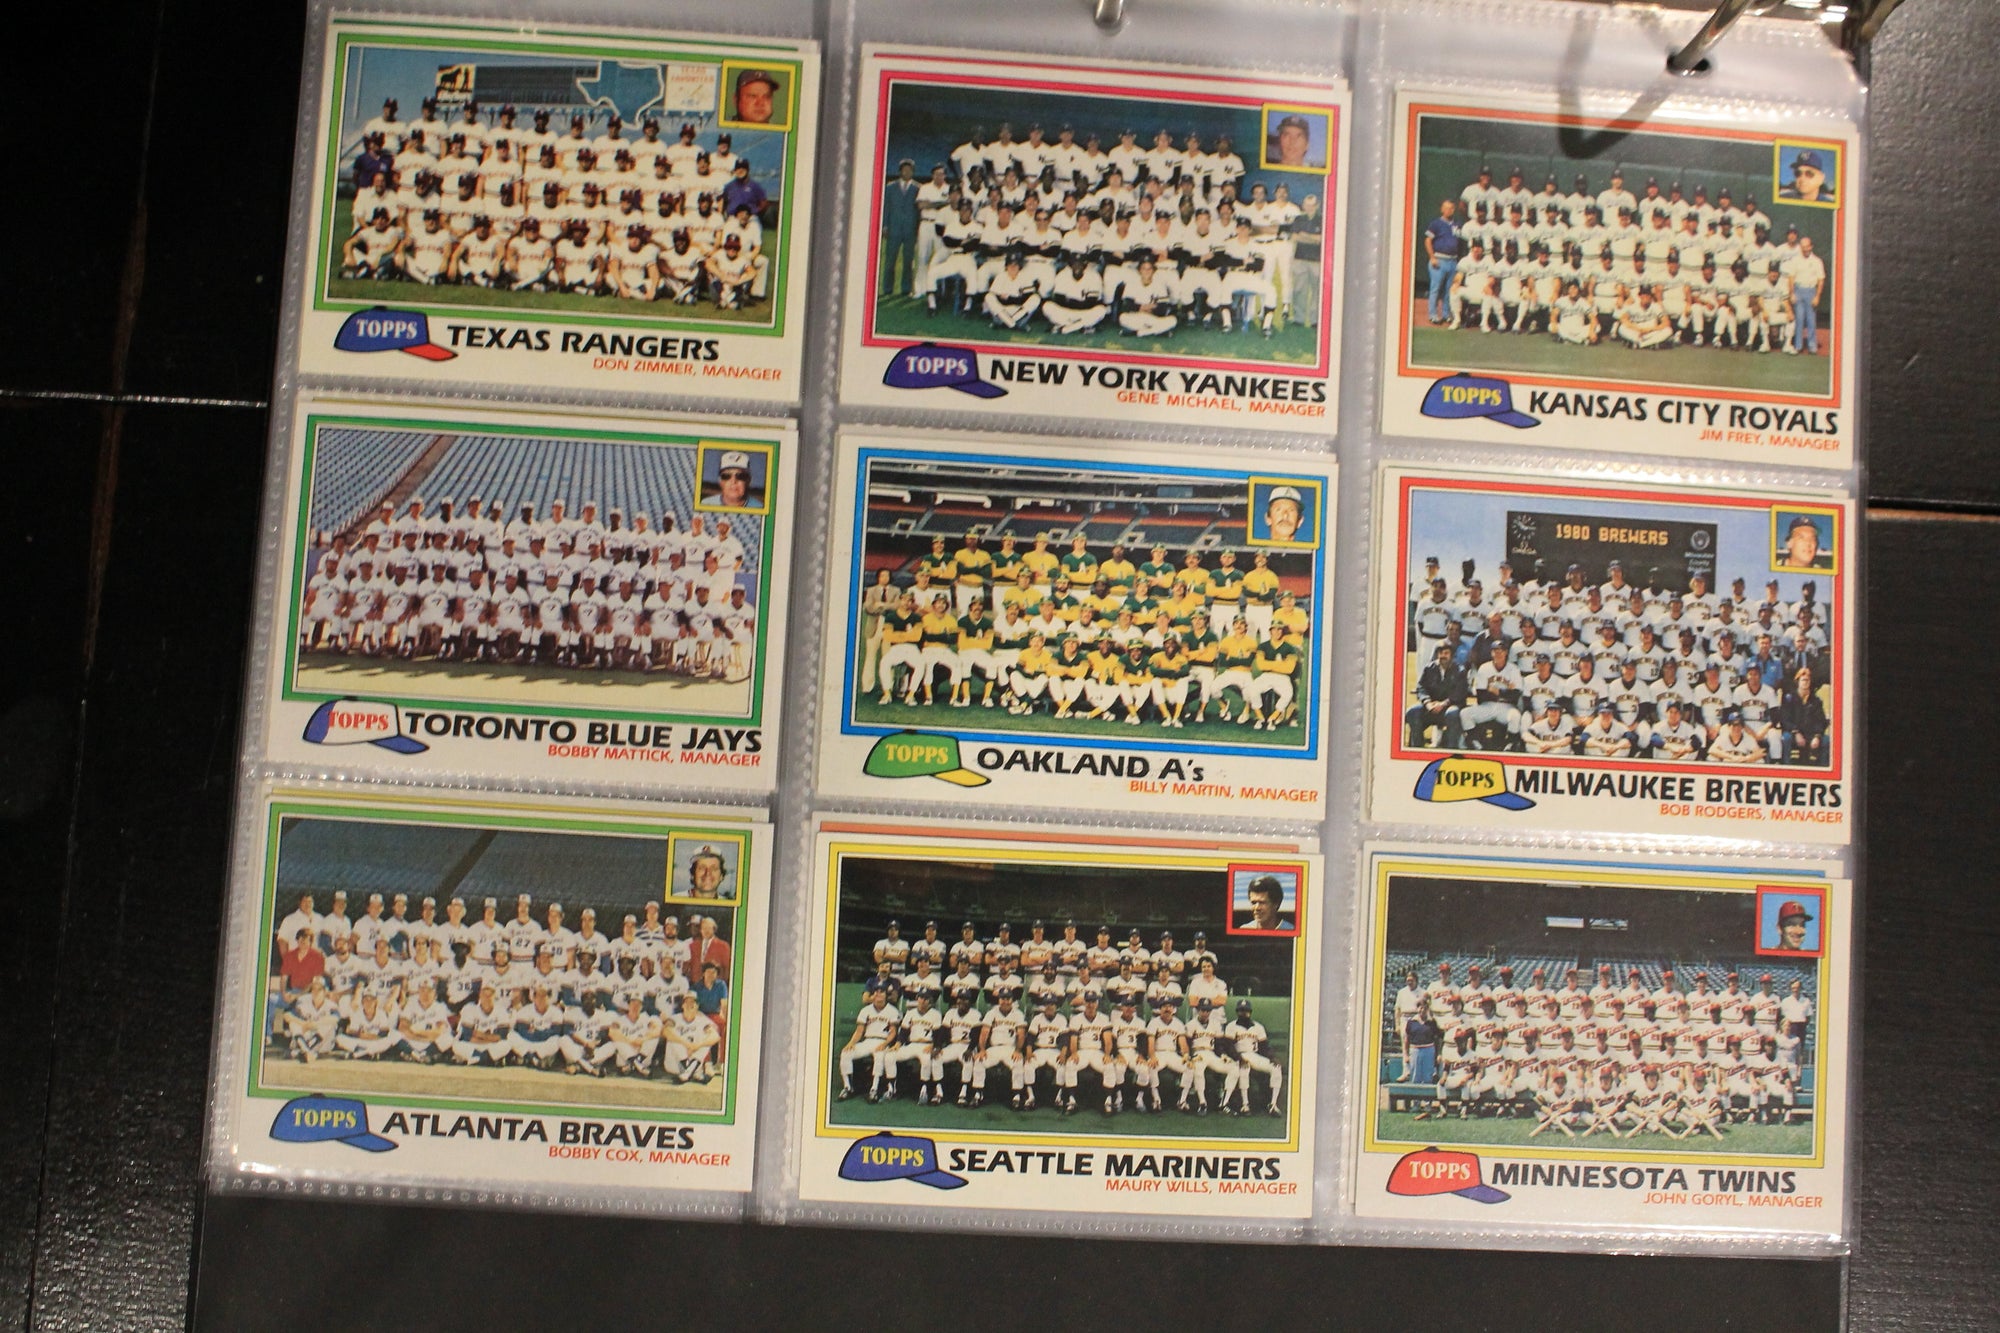 TOPPS TEXAS RANGERS
DON ZIMMER, MANAGER
TOPPS NEW YORK YANKEES
GENE MICHAEL, MANAGER
TOPPS KANSAS CITY ROYALS
JIM FREY, MANAGER
TOPPS TORONTO BLUE JAYS
BOBBY MATTICK, MANAGER
TOPPS OAKLAND A's
BILLY MARTIN, MANAGER
1980 BREWERS
TOPPS MILWAUKEE BREWERS
BOB RODGERS, MANAGER
TOPPS ATLANTA BRAVES
BOBBY COX, MANAGER
TOPPS SEATTLE MARINERS
MAURY WILLS, MANAGER
TOPPS MINNESOTA TWINS
JOHN GORYL, MANAGER